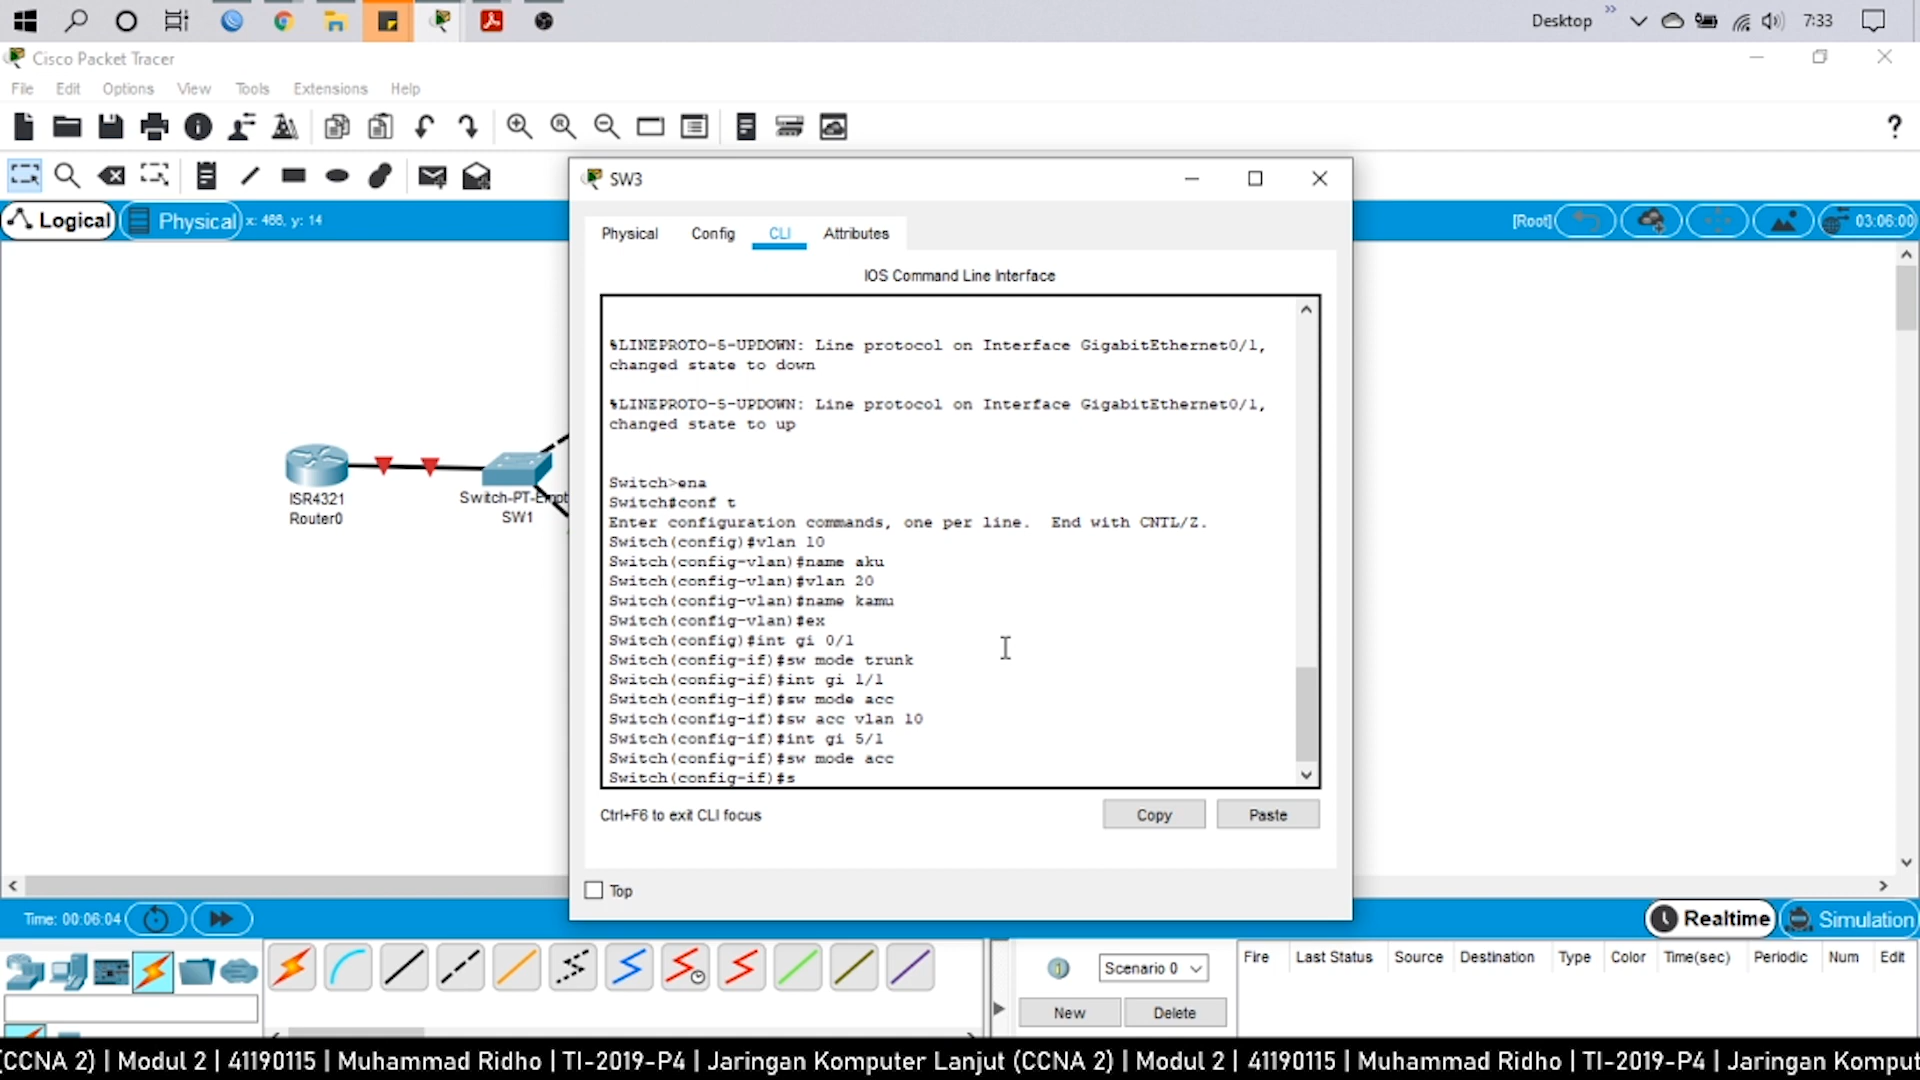 Desktop
7:33
Cisco Packet Tracer
File Edit Options View Tools Extensions Help
SW3
Logical Physical x: 466, y: 14 [Root] 03:06:00
Physical Config CLI Attributes
IOS Command Line Interface
%LINEPROTO-5-UPDOWN: Line protocol on Interface GigabitEthernet0/1,
changed state to down
%LINEPROTO-5-UPDOWN: Line protocol on Interface GigabitEthernet0/1,
changed state to up
Switch>ena
Switch#conf t
Enter configuration commands, one per line. End with CNTL/Z.
Switch(config)#vlan 10
Switch(config-vlan)#name aku
Switch(config-vlan)#vlan 20
Switch(config-vlan)#name kamu
Switch(config-vlan)#ex
Switch(config)#int gi 0/1
Switch(config-if)#sw mode trunk
Switch(config-if)#int gi 1/1
Switch(config-if)#sw mode acc
Switch(config-if)#sw acc vlan 10
Switch(config-if)#int gi 5/1
Switch(config-if)#sw mode acc
Switch(config-if)#s
ISR4321
Router0
Switch-PT-Empt
SW1
Ctrl+F6 to exit CLI focus
Copy Paste
Top
Time: 00:06:04
Realtime Simulation
Scenario 0
New Delete
Fire Last Status Source Destination Type Color Time(sec) Periodic Num Edit
(CCNA 2) | Modul 2 | 41190115 | Muhammad Ridho | TI-2019-P4 | Jaringan Komputer Lanjut (CCNA 2) | Modul 2 | 41190115 | Muhammad Ridho | TI-2019-P4 | Jaringan Komput